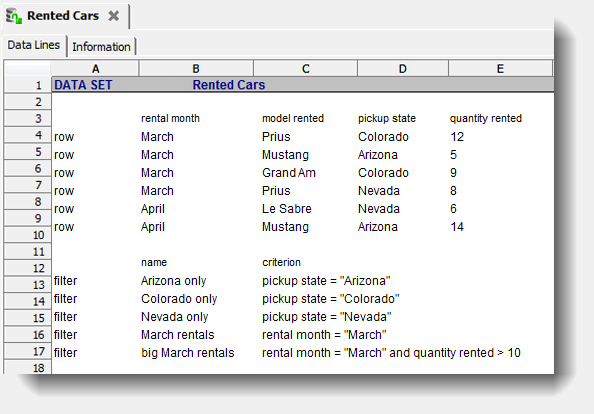 Rented Cars
Data Lines Information
A B C D E
1 DATA SET Rented Cars
2
3 rental month model rented pickup state quantity rented
4 row March Prius Colorado 12
5 row March Mustang Arizona 5
6 row March Grand Am Colorado 9
7 row March Prius Nevada 8
8 row April Le Sabre Nevada 6
9 row April Mustang Arizona 14
10
11
12 name criterion
13 filter Arizona only pickup state = "Arizona"
14 filter Colorado only pickup state = "Colorado"
15 filter Nevada only pickup state = "Nevada"
16 filter March rentals rental month = "March"
17 filter big March rentals rental month = "March" and quantity rented > 10
18